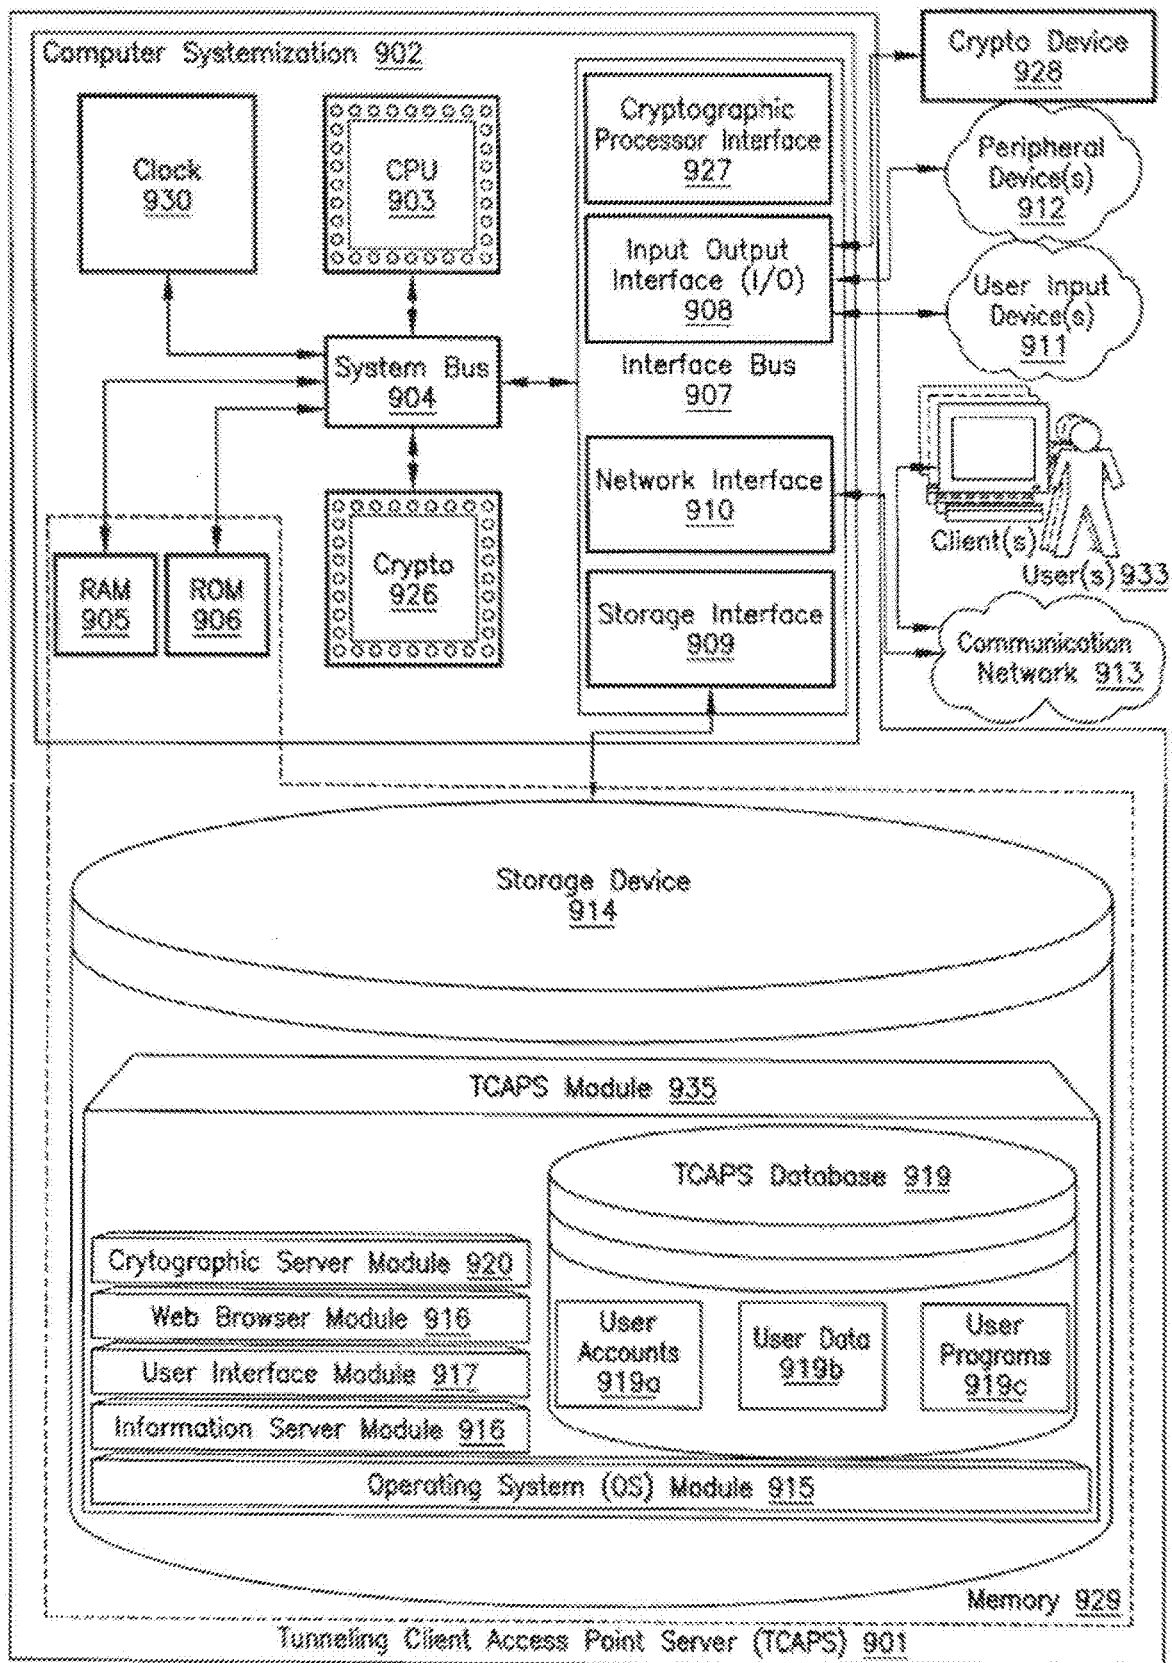 Computer Systemization 902
Clock
930
CPU
903
System Bus
904
RAM
905
ROM
906
Crypto
926
Cryptographic
Processor Interface
927
Input Output
Interface (I/O)
908
Interface Bus
907
Network Interface
910
Storage Interface
909
Crypto Device
928
Peripheral
Device(s)
912
User Input
Device(s)
911
Client(s)
User(s) 933
Communication
Network 913
Storage Device
914
TCAPS Module 935
TCAPS Database 919
User
Accounts
919a
User Data
919b
User
Programs
919c
Crytographic Server Module 920
Web Browser Module 916
User Interface Module 917
Information Server Module 916
Operating System (OS) Module 915
Memory 929
Tunneling Client Access Point Server (TCAPS) 901